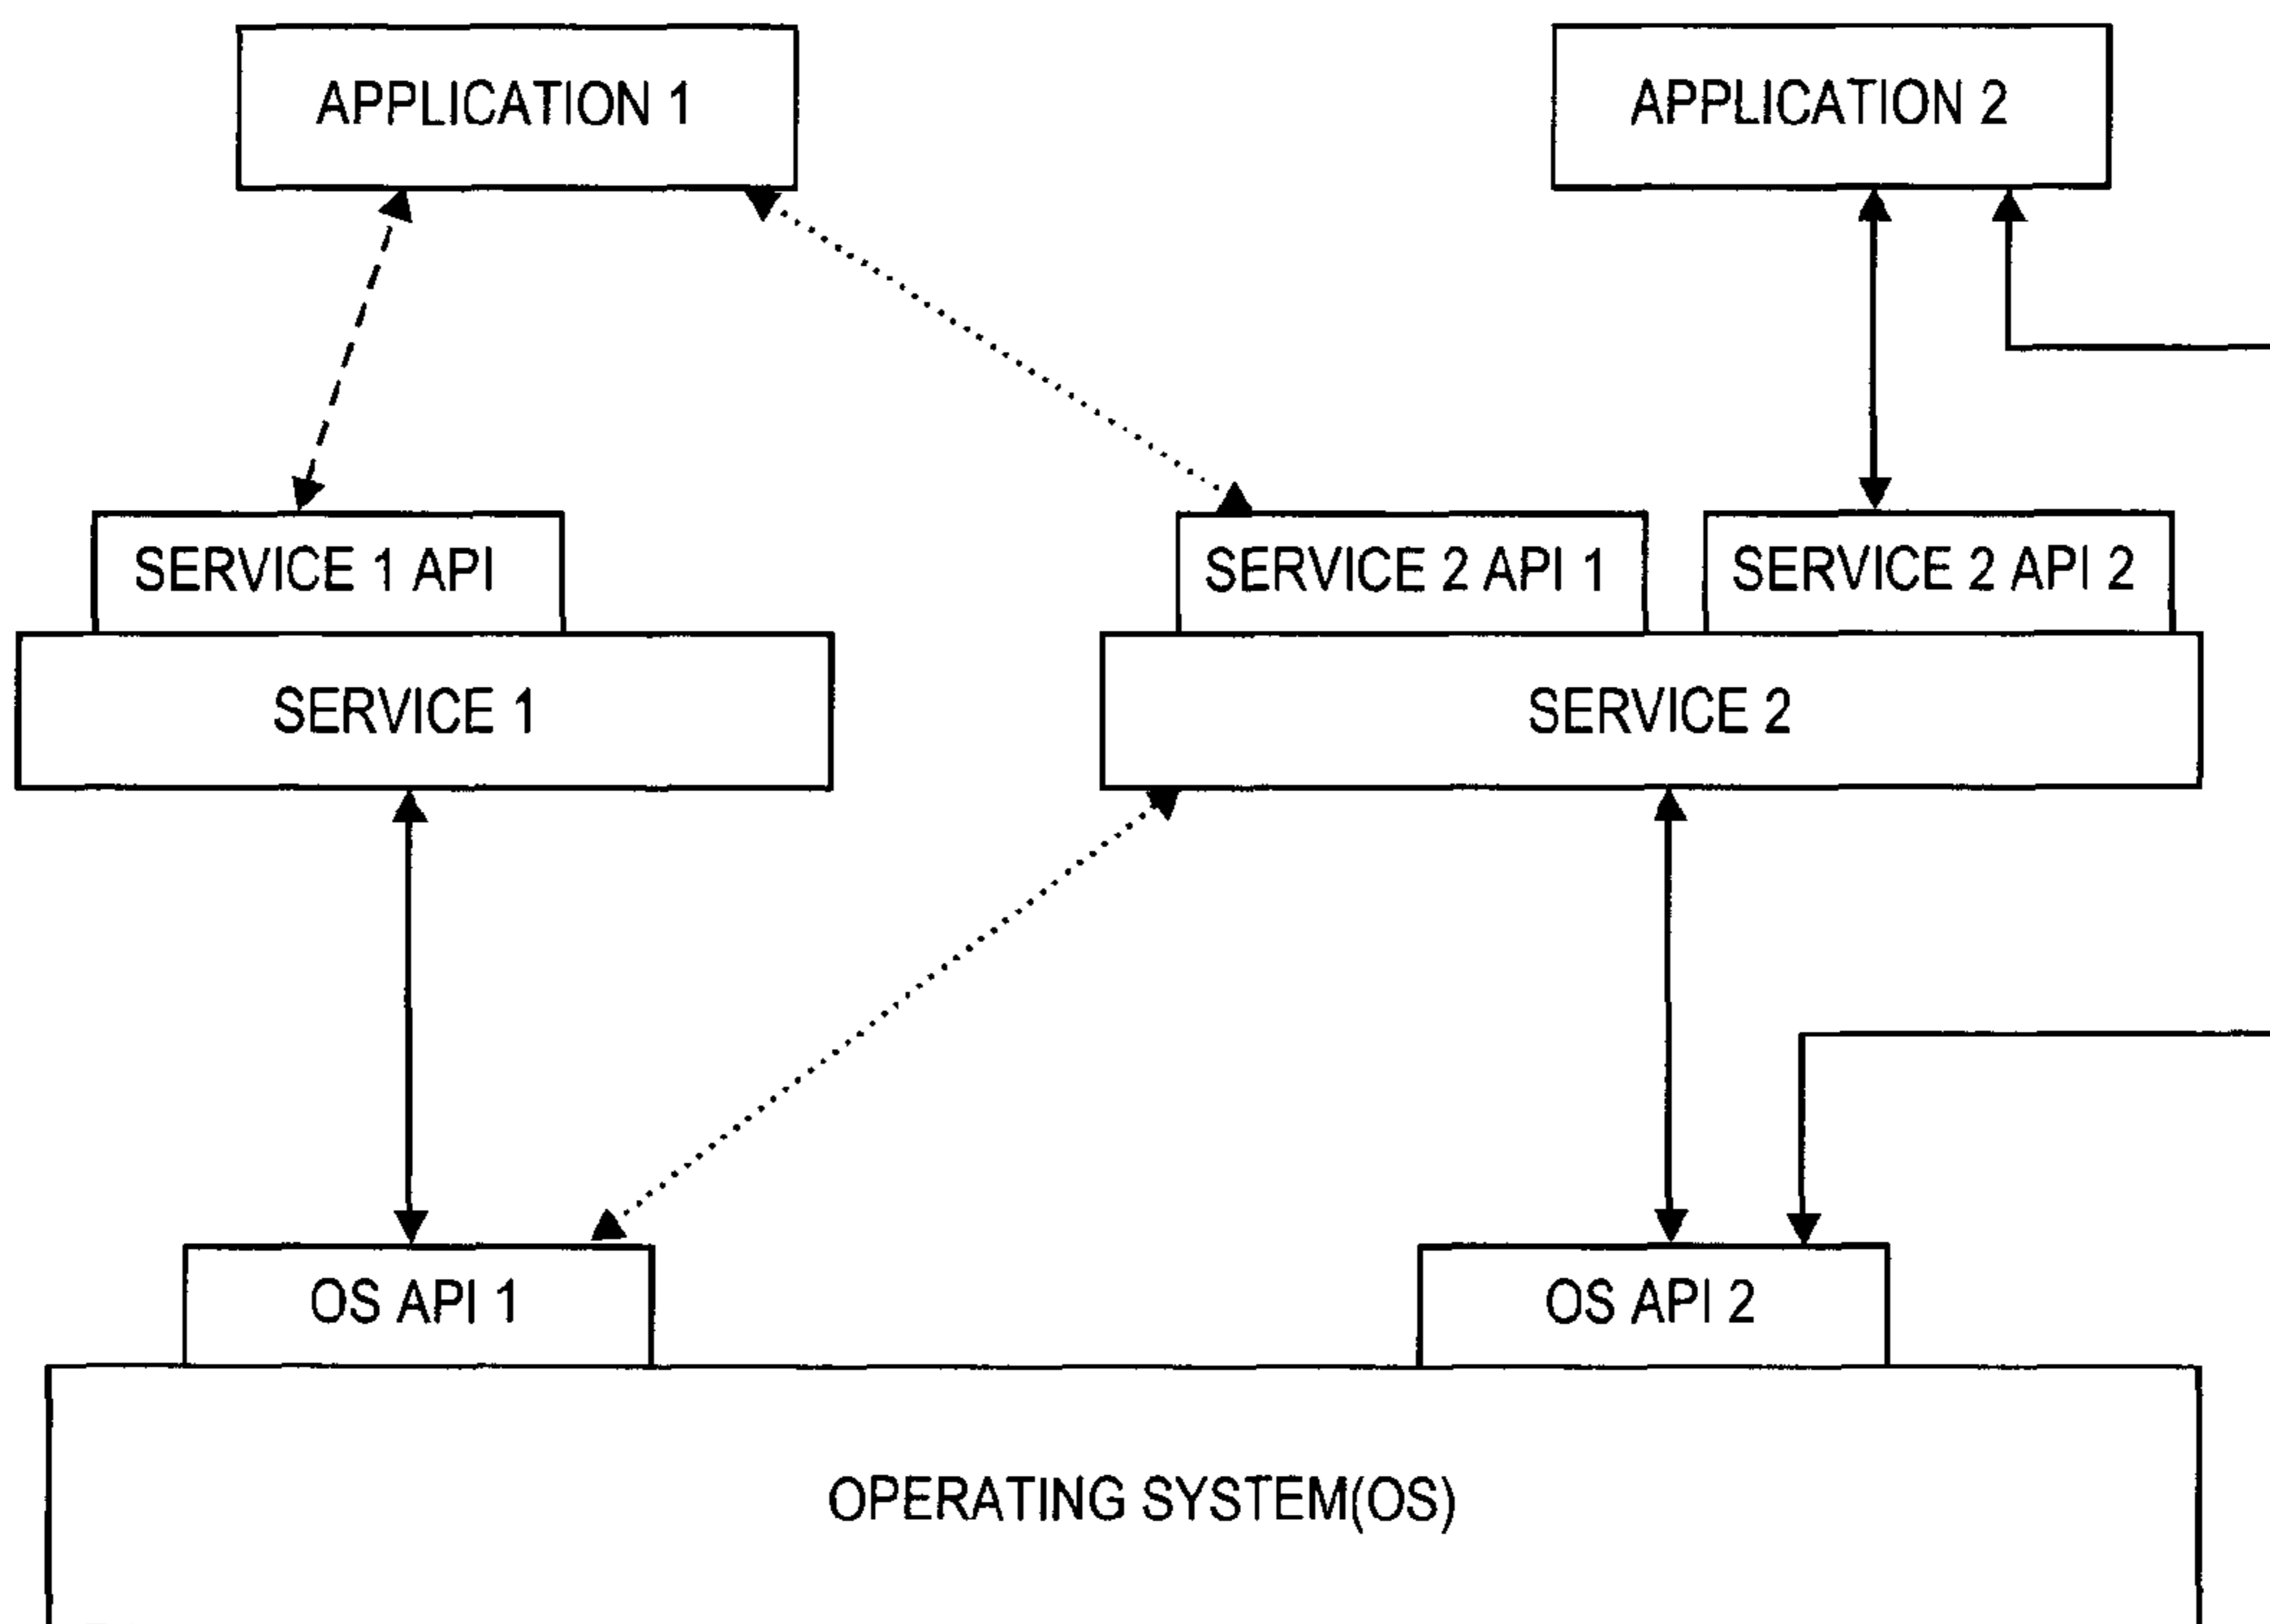 APPLICATION 1
APPLICATION 2
SERVICE 1 API
SERVICE 2 API 1
SERVICE 2 API 2
SERVICE 1
SERVICE 2
OS API 1
OS API 2
OPERATING SYSTEM(OS)